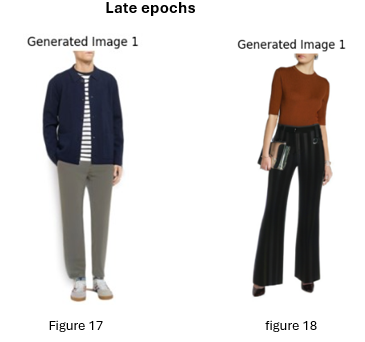 Late epochs
Generated Image 1
Generated Image 1
Figure 17
figure 18